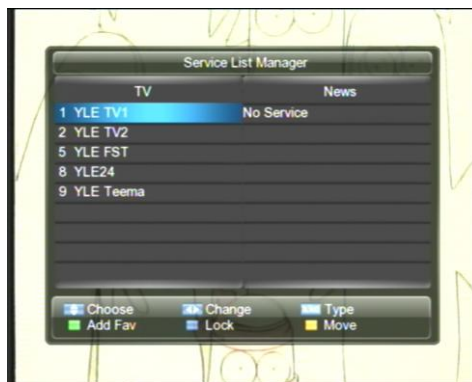 Service List Manager
TV News
1 YLE TV1 No Service
2 YLE TV2
5 YLE FST
8 YLE24
9 YLE Teema
Choose Change Type
Add Fav Lock Move